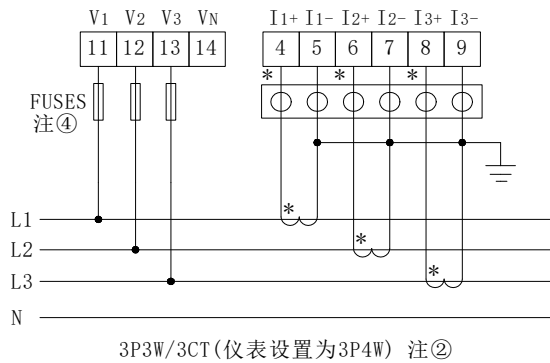 V1 V2 V3 VN I1+ I1- I2+ I2- I3+ I3-
11 12 13 14 4 5 6 7 8 9
* * *
FUSES
注④
*
L1
*
L2
*
L3
N
3P3W/3CT(仪表设置为3P4W) 注②